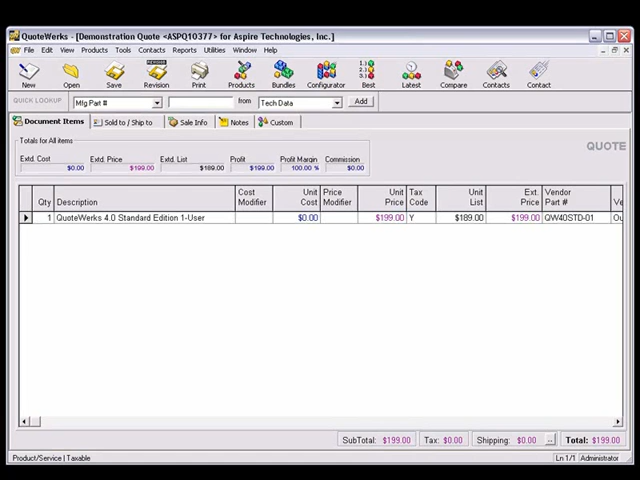 QuoteWerks - [Demonstration Quote <ASPQ10377> for Aspire Technologies, Inc.]
File Edit View Products Tools Contacts Reports Utilities Window Help
New Open Save Revision Print Products Bundles Configurator Best Latest Compare Contacts Contact
QUICK LOOKUP Mfg Part # from Tech Data Add
Document Items Sold to / Ship to Sale Info Notes Custom
Totals for All items
QUOTE
Extd. Cost Extd. Price Extd. List Profit Profit Margin Commission
$0.00 $199.00 $189.00 $199.00 100.00 % $0.00
Qty Description Cost Modifier Unit Cost Price Modifier Unit Price Tax Code Unit List Ext. Price Vendor Part #
1 QuoteWerks 4.0 Standard Edition 1-User $0.00 $199.00 Y $189.00 $199.00 QW40STD-01
SubTotal: $199.00 Tax: $0.00 Shipping: $0.00 ... Total: $199.00
Product/Service | Taxable Ln 1/1 Administrator